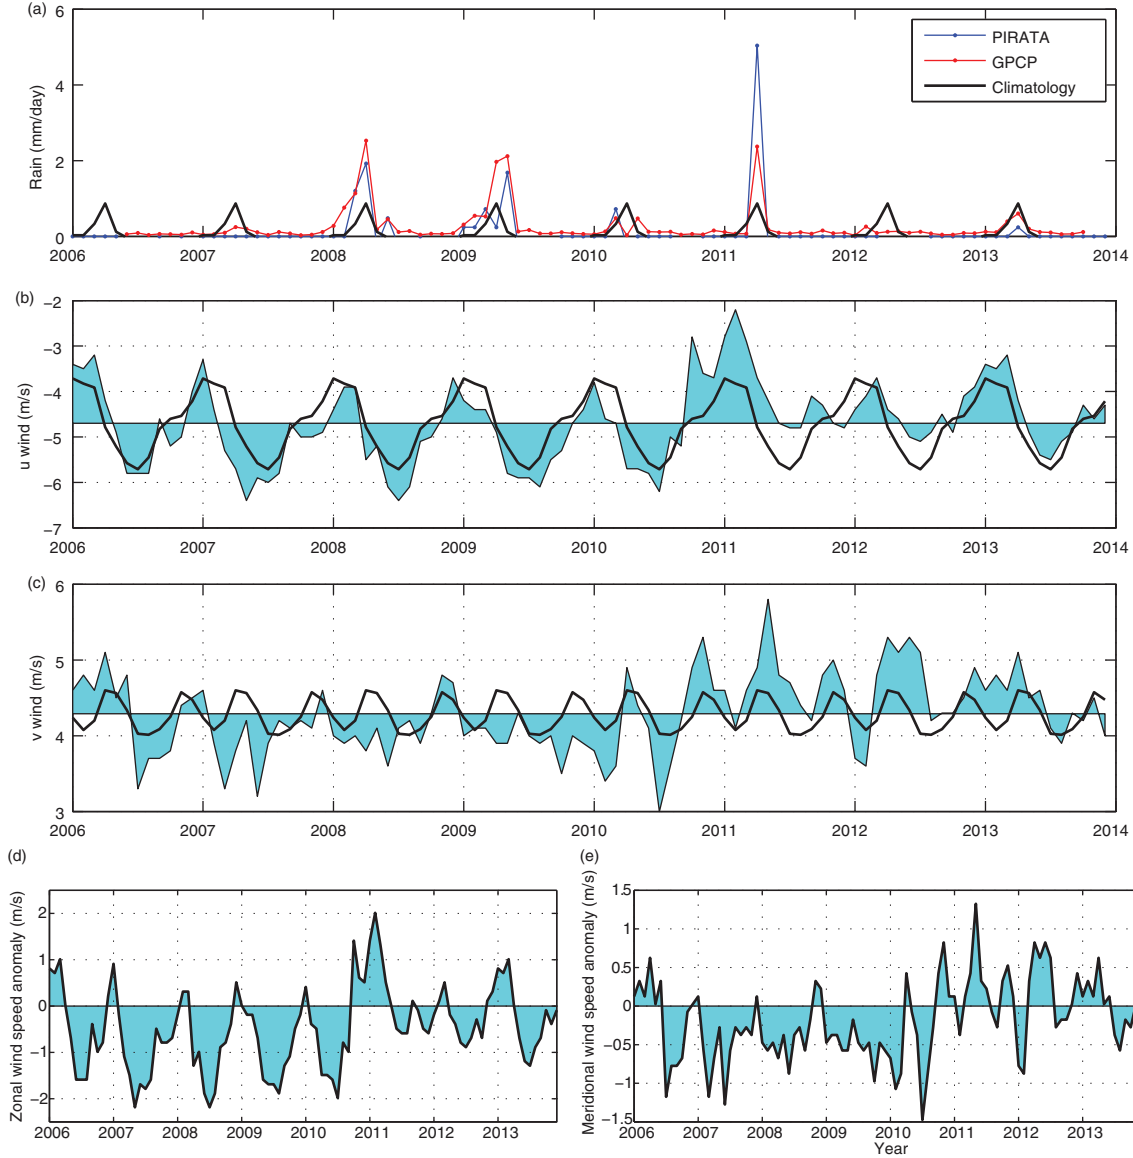 (a)
6
4
2
0
Rain (mm/day)
PIRATA
GPCP
Climatology
2006 2007 2008 2009 2010 2011 2012 2013 2014
(b)
−2
−3
−4
−5
−6
−7
u wind (m/s)
2006 2007 2008 2009 2010 2011 2012 2013 2014
(c)
6
5
4
3
v wind (m/s)
2006 2007 2008 2009 2010 2011 2012 2013 2014
(d)
2
1
0
−1
−2
Zonal wind speed anomaly (m/s)
2006 2007 2008 2009 2010 2011 2012 2013
(e)
1.5
1
0.5
0
−0.5
−1
−1.5
Meridional wind speed anomaly (m/s)
2006 2007 2008 2009 2010 2011 2012 2013
Year